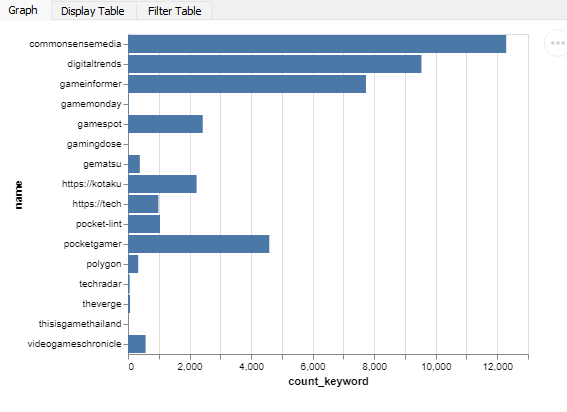 Graph Display Table Filter Table
commonsensemedia
digitaltrends
gameinformer
gamemonday
gamespot
gamingdose
gematsu
https://kotaku
https://tech
pocket-lint
pocketgamer
polygon
techradar
theverge
thisisgamethailand
videogameschronicle
name
0 2,000 4,000 6,000 8,000 10,000 12,000
count_keyword